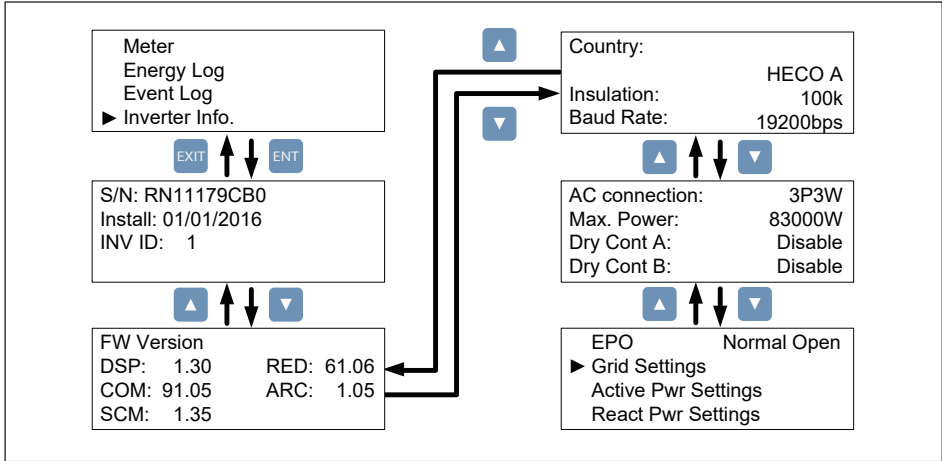 Meter
Energy Log
Event Log
► Inverter Info.
EXIT ENT
S/N: RN11179CB0
Install: 01/01/2016
INV ID: 1
FW Version
DSP: 1.30 RED: 61.06
COM: 91.05 ARC: 1.05
SCM: 1.35
Country:
HECO A
Insulation: 100k
Baud Rate: 19200bps
AC connection: 3P3W
Max. Power: 83000W
Dry Cont A: Disable
Dry Cont B: Disable
EPO Normal Open
► Grid Settings
Active Pwr Settings
React Pwr Settings